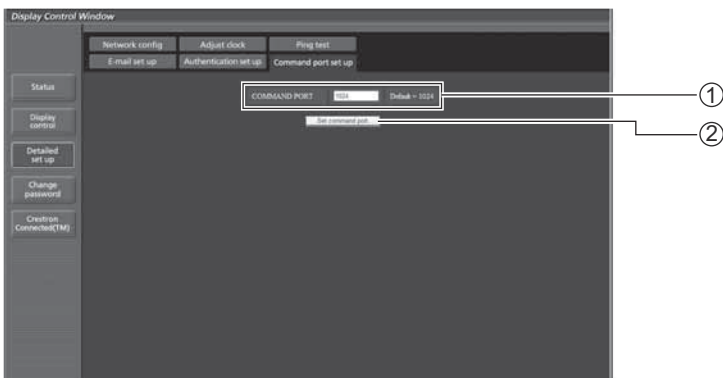 Display Control Window
Network config Adjust clock Ping test
E-mail set up Authentication set up Command port set up
Status
COMMAND PORT 1024 Default = 1024
①
Set command port
②
Display
control
Detailed
set up
Change
password
Crestron
Connected(TM)